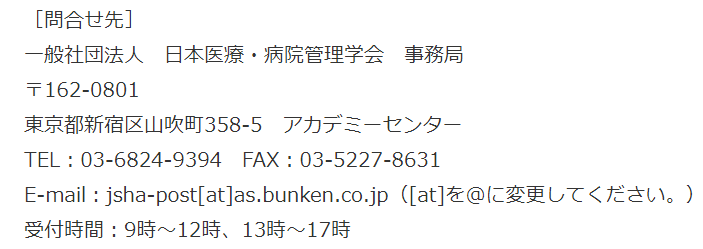 ［問合せ先］
一般社団法人　日本医療・病院管理学会　事務局
〒162-0801
東京都新宿区山吹町358-5　アカデミーセンター
TEL：03-6824-9394　FAX：03-5227-8631
E-mail：jsha-post[at]as.bunken.co.jp（[at]を@に変更してください。）
受付時間：9時～12時、13時～17時